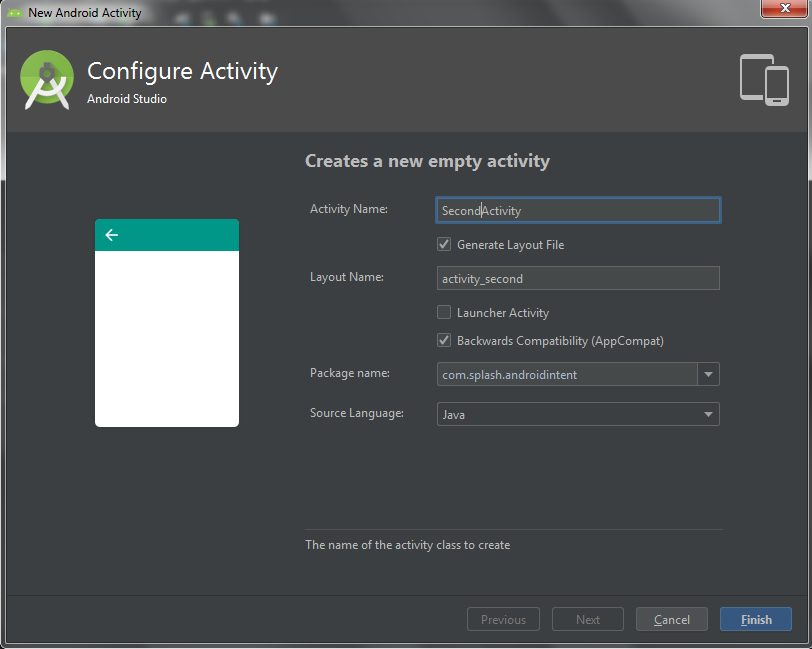 New Android Activity
Configure Activity
Android Studio
Creates a new empty activity
Activity Name:
SecondActivity
Generate Layout File
Layout Name:
activity_second
Launcher Activity
Backwards Compatibility (AppCompat)
Package name:
com.splash.androidintent
Source Language:
Java
The name of the activity class to create
Previous
Next
Cancel
Finish